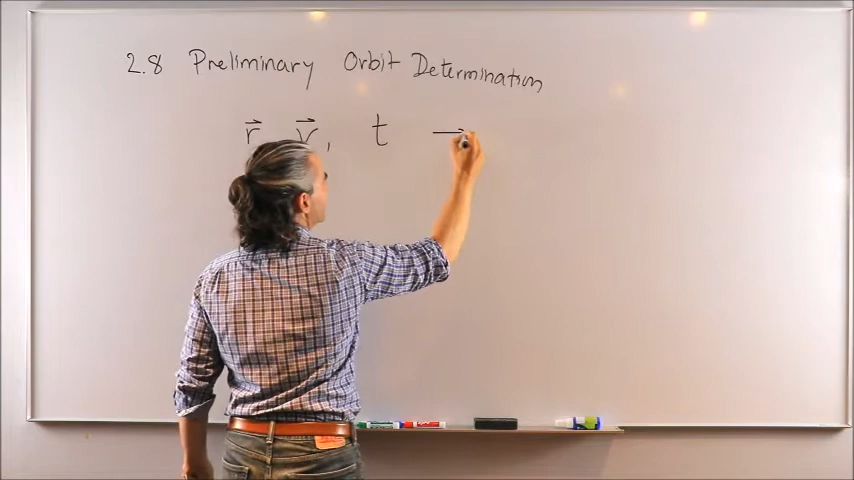 2.8 Preliminary Orbit Determination
r⃗ v⃗, t →